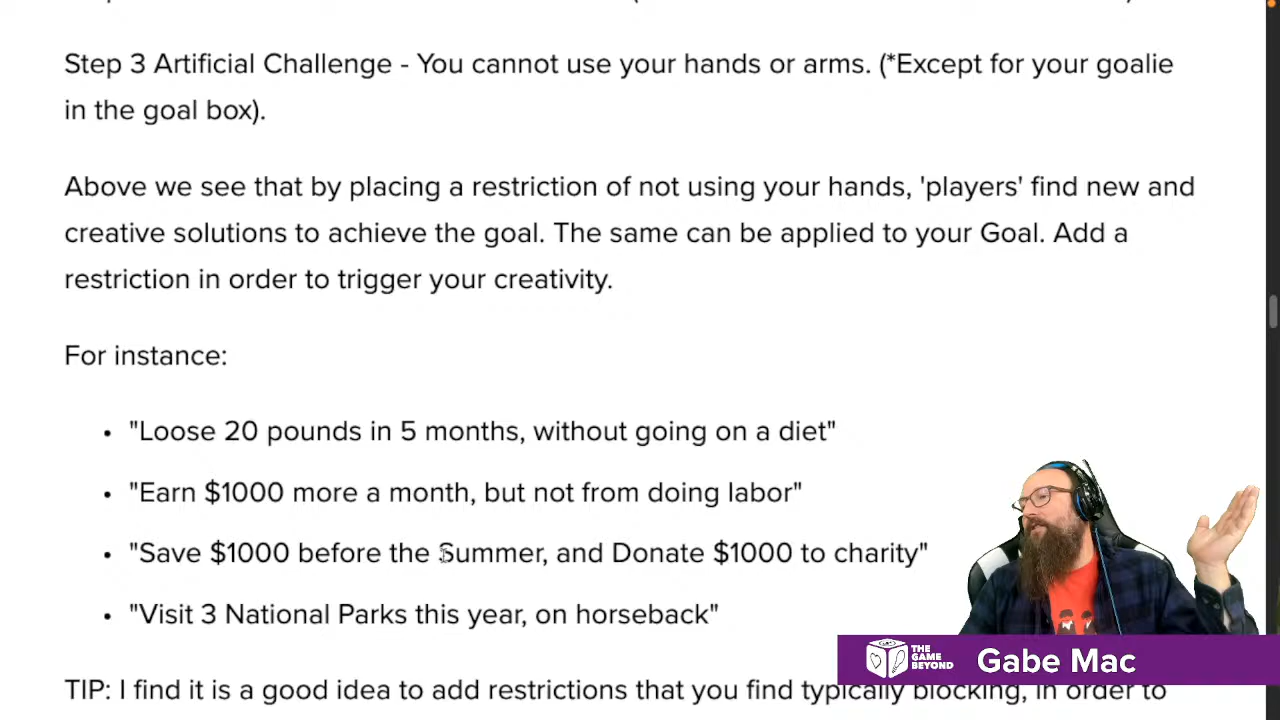 Step 3 Artificial Challenge - You cannot use your hands or arms. (*Except for your goalie
in the goal box).
Above we see that by placing a restriction of not using your hands, 'players' find new and
creative solutions to achieve the goal. The same can be applied to your Goal. Add a
restriction in order to trigger your creativity.
For instance:
• "Loose 20 pounds in 5 months, without going on a diet"
• "Earn $1000 more a month, but not from doing labor"
• "Save $1000 before the Summer, and Donate $1000 to charity"
• "Visit 3 National Parks this year, on horseback"
TIP: I find it is a good idea to add restrictions that you find typically blocking, in order to
THE
GAME
BEYOND
Gabe Mac